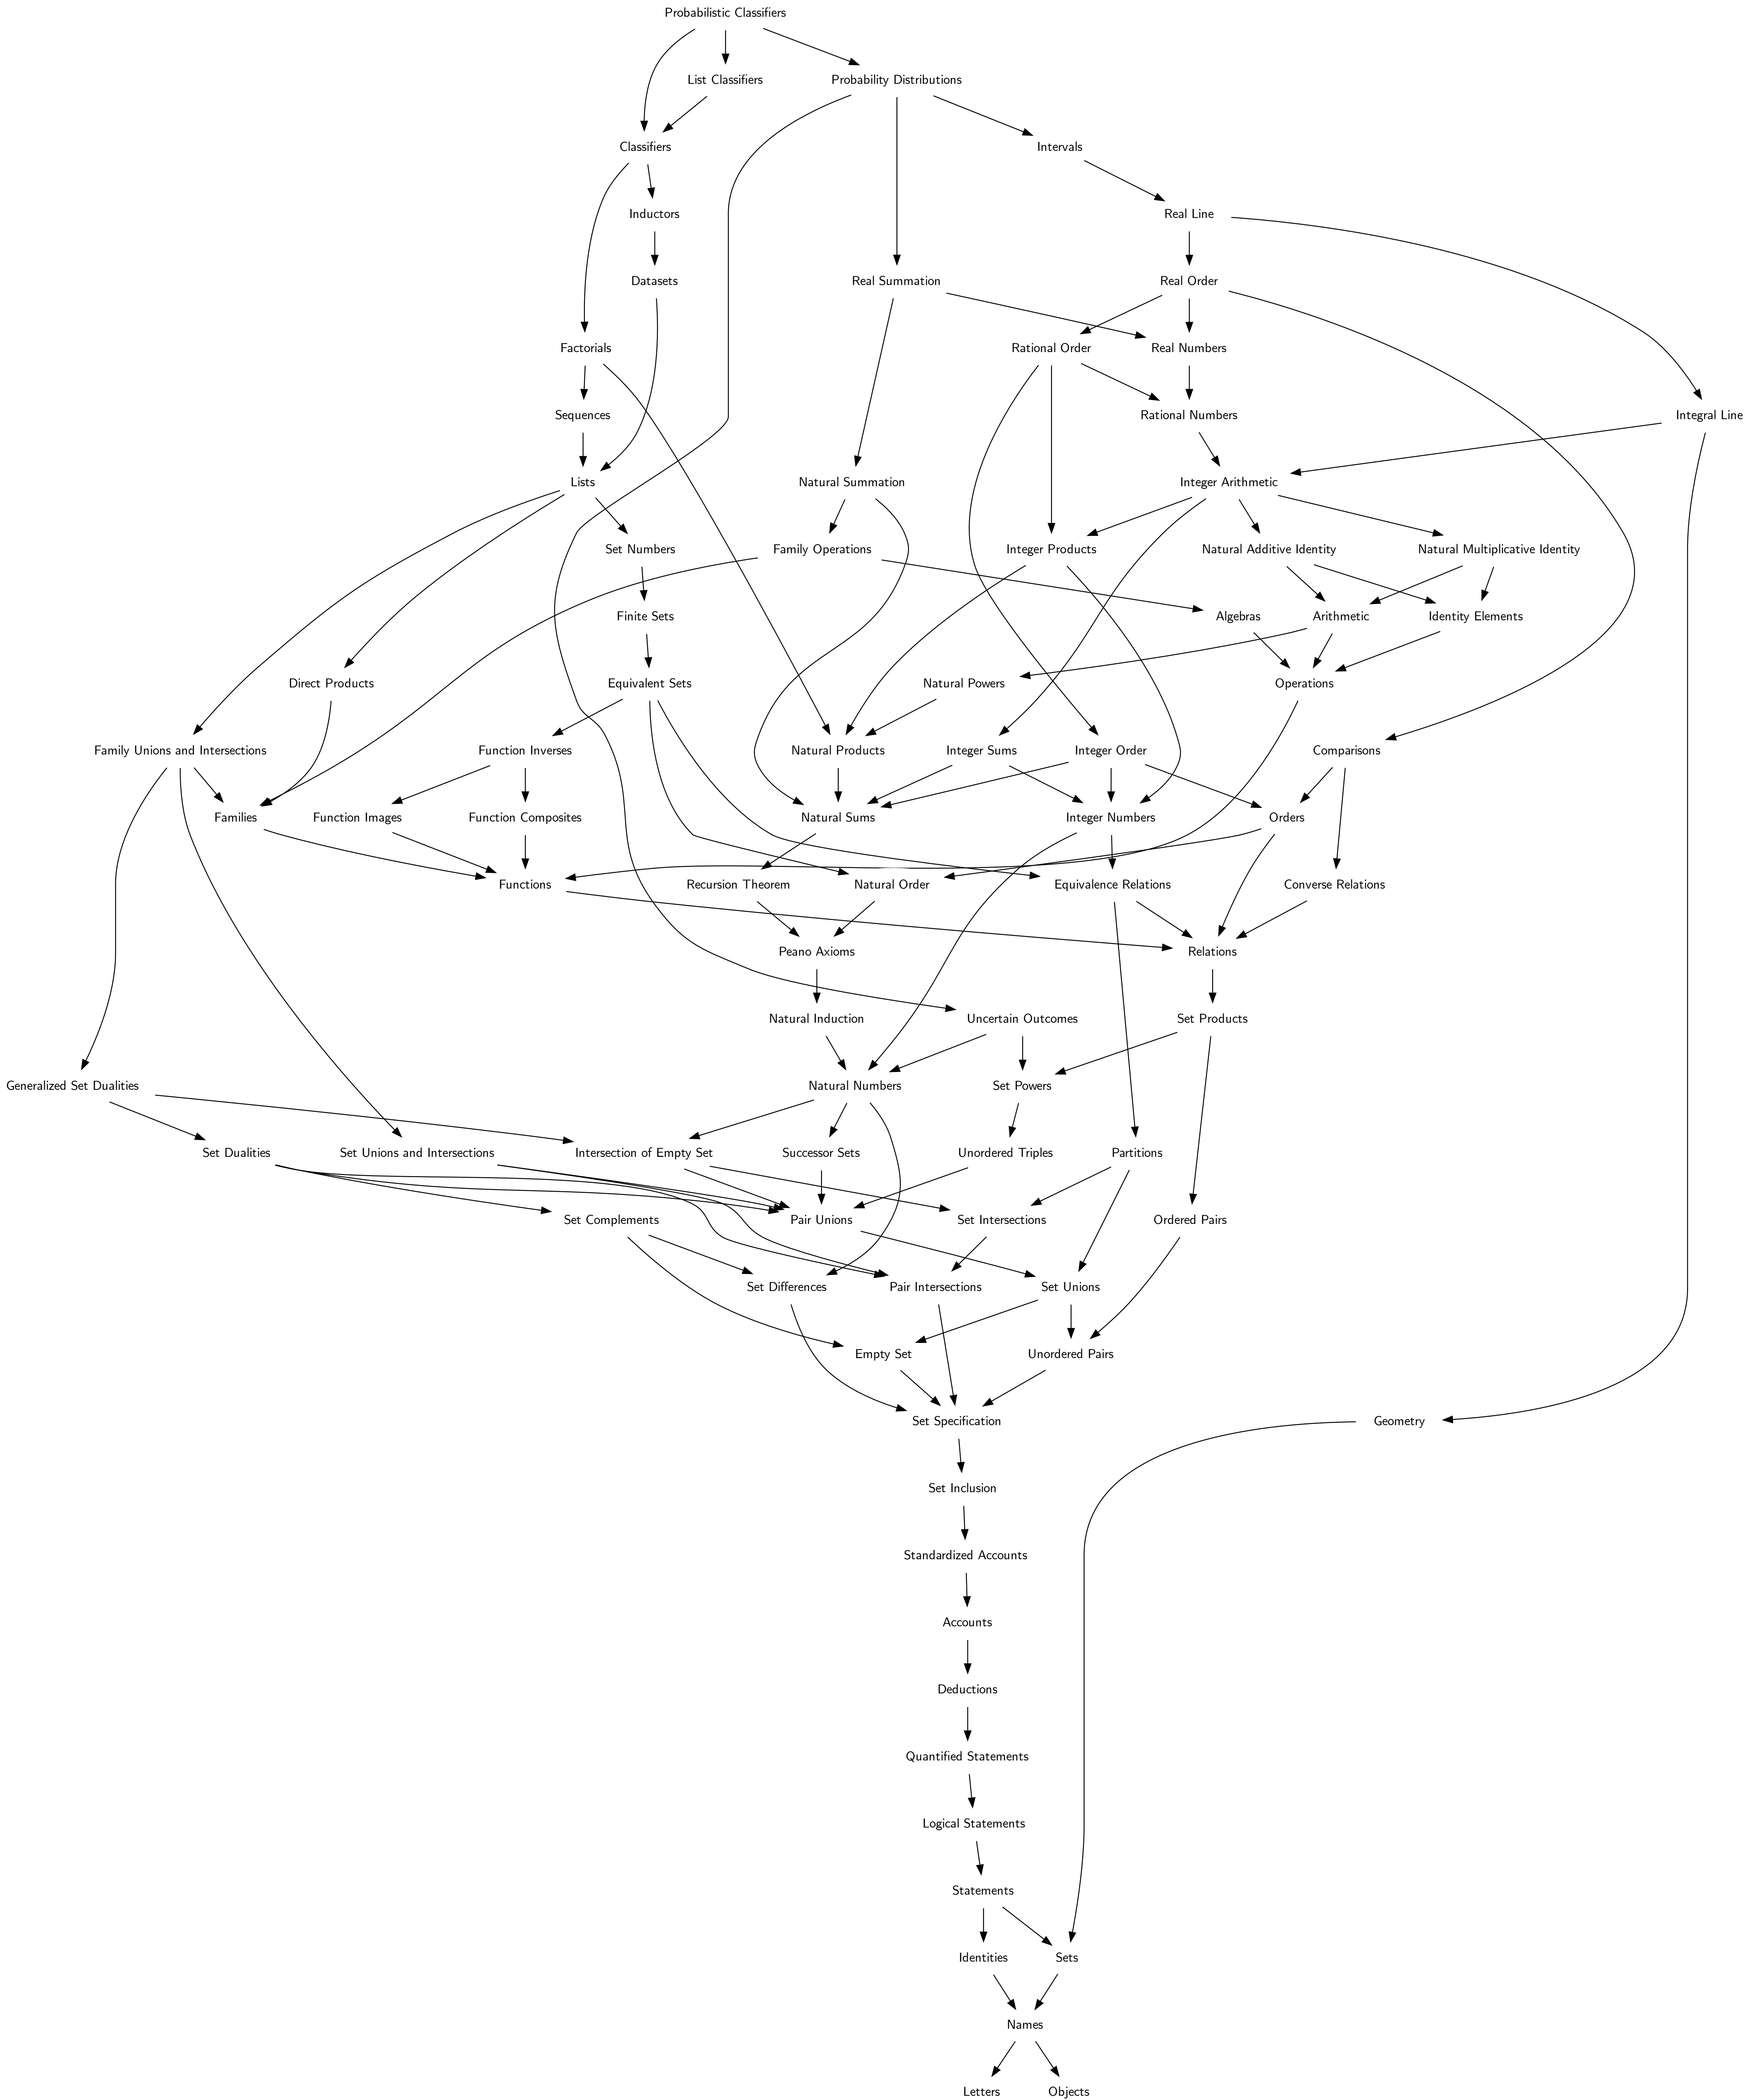 Probabilistic Classifiers
List Classifiers
Probability Distributions
Classifiers
Intervals
Inductors
Real Line
Datasets
Real Summation
Real Order
Factorials
Rational Order
Real Numbers
Sequences
Rational Numbers
Integral Line
Lists
Natural Summation
Integer Arithmetic
Set Numbers
Family Operations
Integer Products
Natural Additive Identity
Natural Multiplicative Identity
Finite Sets
Algebras
Arithmetic
Identity Elements
Direct Products
Equivalent Sets
Natural Powers
Operations
Family Unions and Intersections
Function Inverses
Natural Products
Integer Sums
Integer Order
Comparisons
Families
Function Images
Function Composites
Natural Sums
Integer Numbers
Orders
Functions
Recursion Theorem
Natural Order
Equivalence Relations
Converse Relations
Peano Axioms
Relations
Natural Induction
Uncertain Outcomes
Set Products
Generalized Set Dualities
Natural Numbers
Set Powers
Set Dualities
Set Unions and Intersections
Intersection of Empty Set
Successor Sets
Unordered Triples
Partitions
Set Complements
Pair Unions
Set Intersections
Ordered Pairs
Set Differences
Pair Intersections
Set Unions
Empty Set
Unordered Pairs
Set Specification
Geometry
Set Inclusion
Standardized Accounts
Accounts
Deductions
Quantified Statements
Logical Statements
Statements
Identities
Sets
Names
Letters
Objects